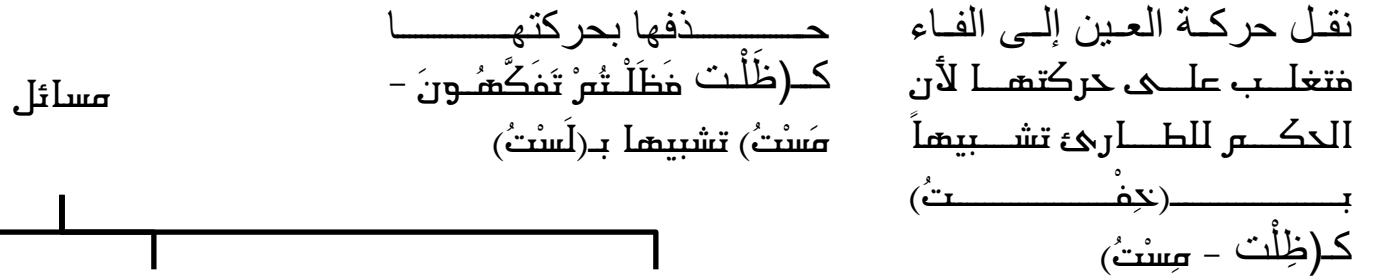 نقل حركة العين إلى الفاء
فتغلب على حركتها لأن
الحكم للطارئ تشبيهاً
بـ(خِفْتُ)
كـ(ظِلْت - مِسْتُ)
حذفها بحركتها
كـ(ظَلْت فَظَلْتُمْ تَفَكَّهُونَ -
مَسْتُ) تشبيها بـ(لَسْتُ)
مسائل